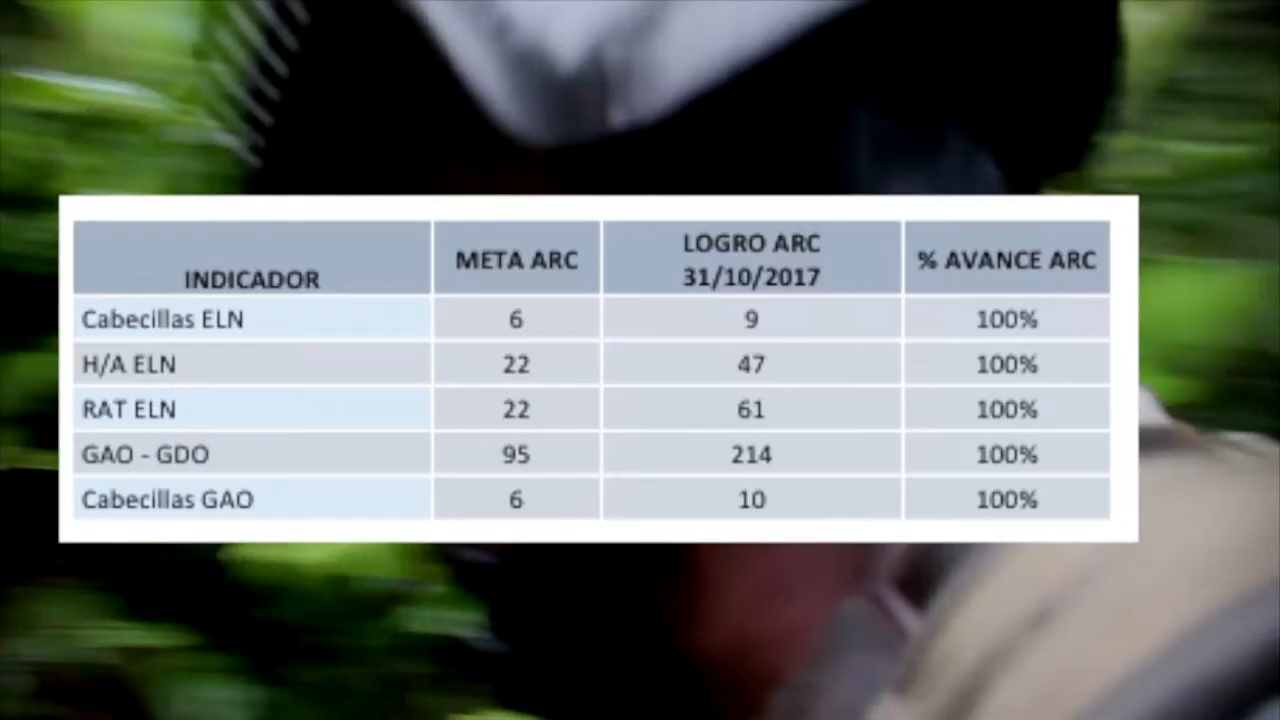 INDICADOR META ARC LOGRO ARC 31/10/2017 % AVANCE ARC
Cabecillas ELN 6 9 100%
H/A ELN 22 47 100%
RAT ELN 22 61 100%
GAO - GDO 95 214 100%
Cabecillas GAO 6 10 100%